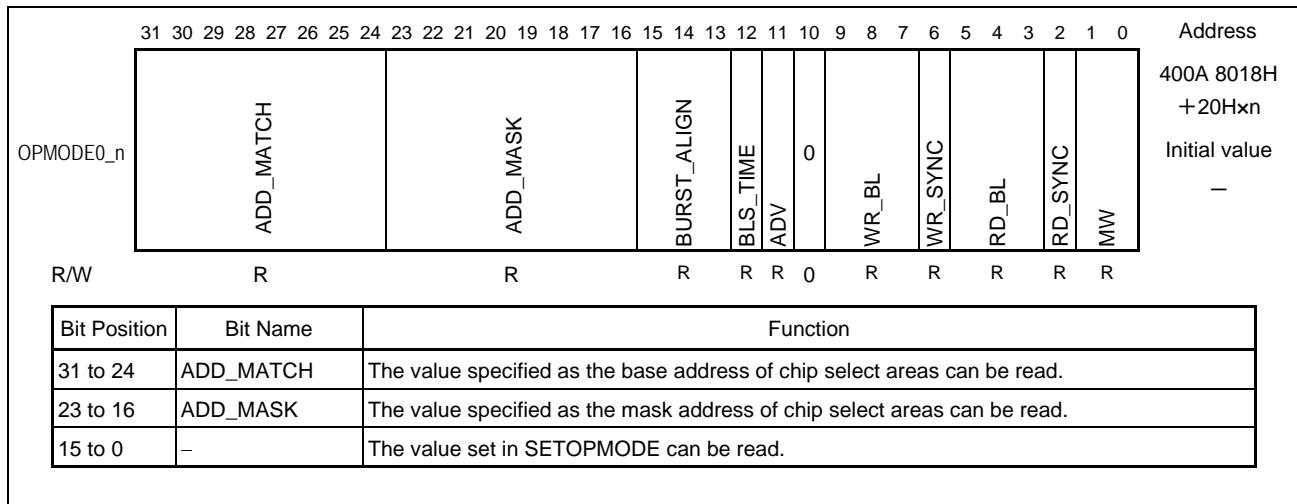 31 30 29 28 27 26 25 24 23 22 21 20 19 18 17 16 15 14 13 12 11 10 9 8 7 6 5 4 3 2 1 0 Address
OPMODE0_n ADD_MATCH ADD_MASK BURST_ALIGN BLS_TIME ADV 0 WR_BL WR_SYNC RD_BL RD_SYNC MW
400A 8018H
+20H×n
Initial value
−
R/W R R R R R 0 R R R R R
Bit Position Bit Name Function
31 to 24 ADD_MATCH The value specified as the base address of chip select areas can be read.
23 to 16 ADD_MASK The value specified as the mask address of chip select areas can be read.
15 to 0 − The value set in SETOPMODE can be read.